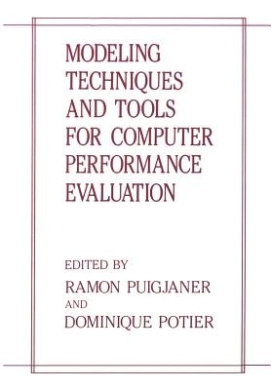 MODELING
TECHNIQUES
AND TOOLS
FOR COMPUTER
PERFORMANCE
EVALUATION
EDITED BY
RAMON PUIGJANER
AND
DOMINIQUE POTIER